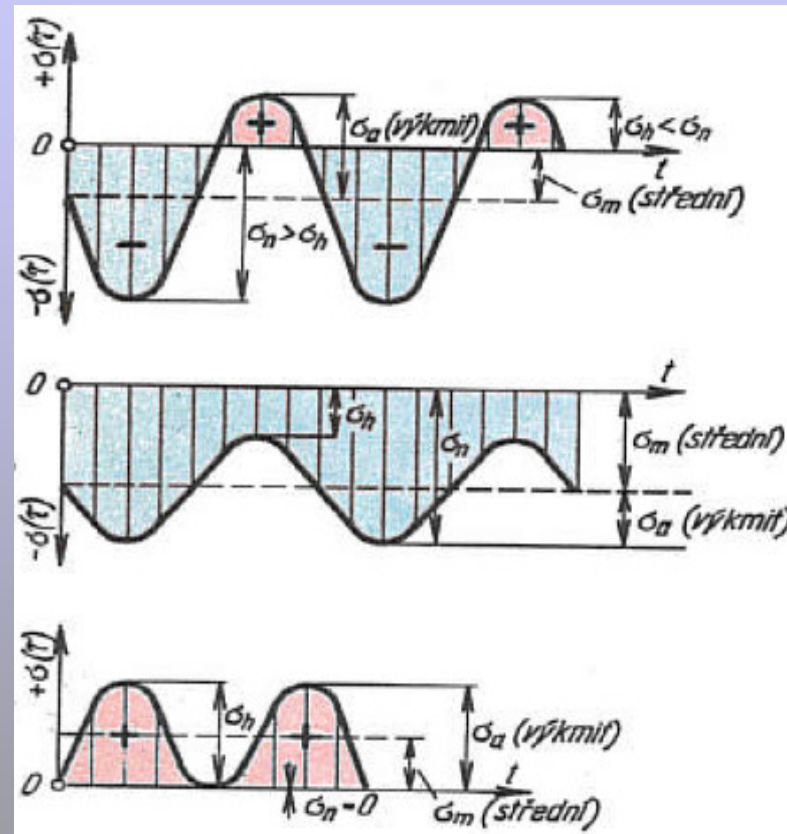 +σ(τ)
0
-σ(τ)
+
-
+
-
σa (výkmit)
σn > σh
σh < σn
t
σm (střední)
0
-σ(τ)
t
σh
σn
σm (střední)
σa (výkmit)
+σ(τ)
0
+
+
σh
σn=0
σa (výkmit)
t
σm (střední)